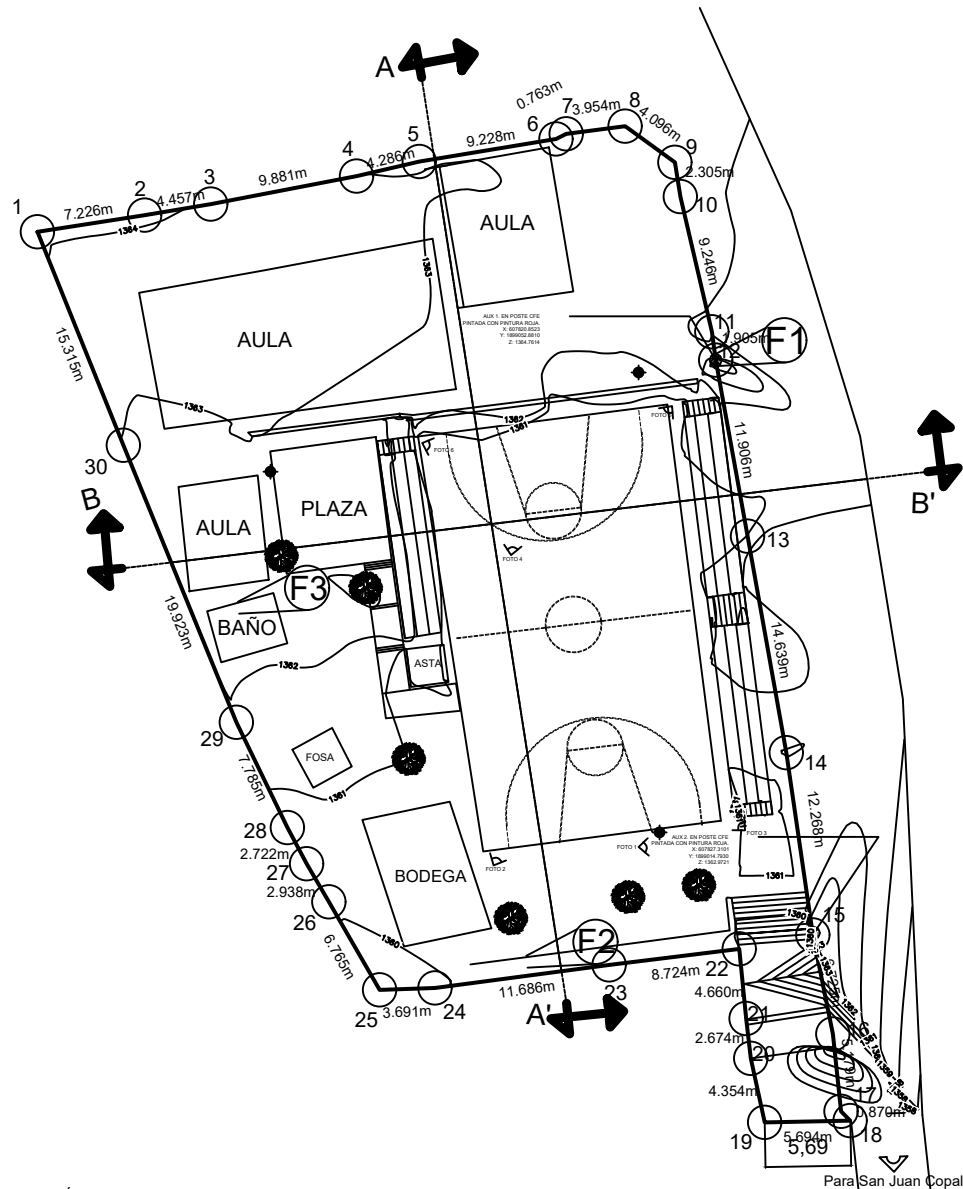 A
0.763m
7
8
3.954m
4.096m
6
5
9.228m
9
2.305m
4
4.286m
10
3
9.881m
2
4.457m
1
7.226m
1364
1363
AULA
9.246m
AUX 1. EN POSTE CFE
PINTADA CON PINTURA ROJA.
X: 607820.8523
Y: 1899052.8810
Z: 1364.7614
11
1.905m
F1
12
AULA
15.315m
1363
1362
1361
FOTO 6
11.906m
30
B
B'
PLAZA
AULA
FOTO 4
13
F3
BAÑO
19.923m
14.639m
1362
ASTA
29
FOSA
14
7.785m
1361
12.268m
AUX 2. EN POSTE CFE
PINTADA CON PINTURA ROJA.
X: 607827.3101
Y: 1899014.7930
Z: 1362.9721
FOTO 3
FOTO 1
FOTO 2
28
2.722m
27
BODEGA
1361
2.938m
26
1360
1360
15
6.765m
F2
22
8.724m
23
11.686m
24
3.691m
25
A'
4.660m
21
2.674m
20
1362
1359
1358
1358
4.354m
17
0.870m
19
5.694m
18
5,69
Para San Juan Copal